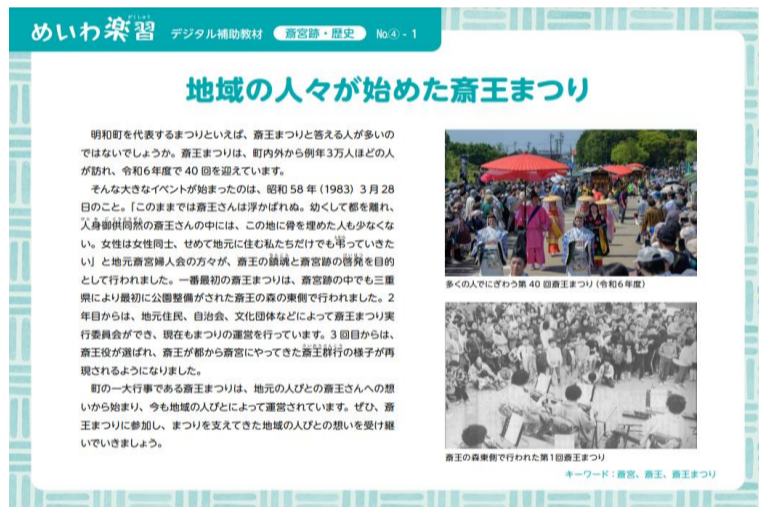 めいわ楽習 デジタル補助教材 斎宮跡・歴史 No.④-1
がくしゅう
地域の人々が始めた斎王まつり
明和町を代表するまつりといえば、斎王まつりと答える人が多いの
ではないでしょうか。斎王まつりは、町内外から例年3万人ほどの人
が訪れ、令和6年度で40回を迎えています。
そんな大きなイベントが始まったのは、昭和58年(1983)3月28
日のこと。「このままでは斎王さんは浮かばれぬ。幼くして都を離れ、
人身御供同然の斎王さんの中には、この地に骨を埋めた人も少なくな
い。女性は女性同士、せめて地元に住む私たちだけでも弔っていきた
い」と地元斎宮婦人会の方々が、斎王の鎮魂と斎宮跡の啓発を目的
として行われました。一番最初の斎王まつりは、斎宮跡の中でも三重
県により最初に公園整備がされた斎王の森の東側で行われました。2
年目からは、地元住民、自治会、文化団体などによって斎王まつり実
行委員会ができ、現在もまつりの運営を行っています。3回目からは、
斎王役が選ばれ、斎王が都から斎宮にやってきた斎王群行の様子が再
現されるようになりました。
町の一大行事である斎王まつりは、地元の人びとの斎王さんへの想
いから始まり、今も地域の人びとによって運営されています。ぜひ、斎
王まつりに参加し、まつりを支えてきた地域の人びとの想いを受け継
いでいきましょう。
多くの人でにぎわう第40回斎王まつり(令和6年度)
斎王の森東側で行われた第1回斎王まつり
キーワード:斎宮、斎王、斎王まつり